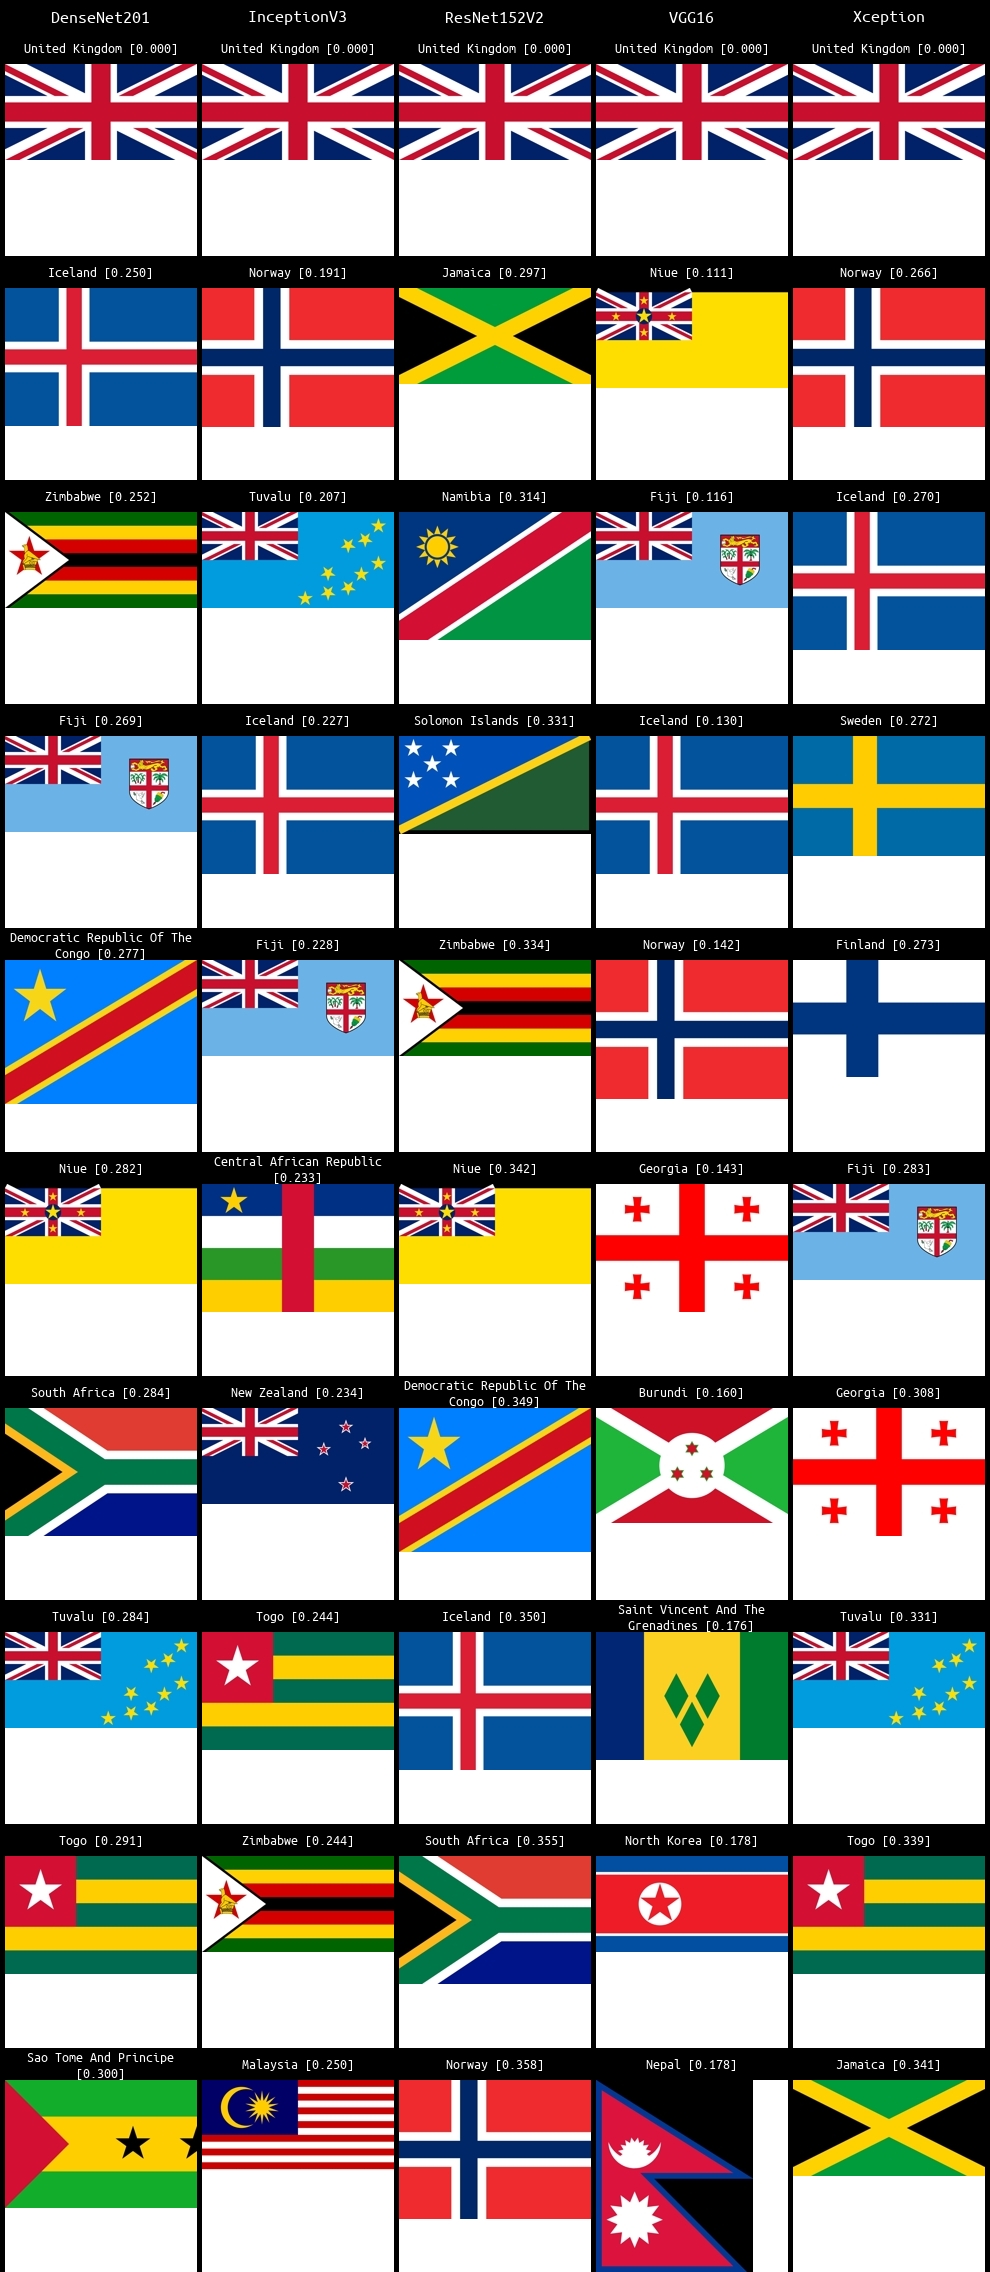 DenseNet201 InceptionV3 ResNet152V2 VGG16 Xception
United Kingdom [0.000] United Kingdom [0.000] United Kingdom [0.000] United Kingdom [0.000] United Kingdom [0.000]
Iceland [0.250] Norway [0.191] Jamaica [0.297] Niue [0.111] Norway [0.266]
Zimbabwe [0.252] Tuvalu [0.207] Namibia [0.314] Fiji [0.116] Iceland [0.270]
Fiji [0.269] Iceland [0.227] Solomon Islands [0.331] Iceland [0.130] Sweden [0.272]
Democratic Republic Of The
Congo [0.277] Fiji [0.228] Zimbabwe [0.334] Norway [0.142] Finland [0.273]
Niue [0.282] Central African Republic
[0.233] Niue [0.342] Georgia [0.143] Fiji [0.283]
South Africa [0.284] New Zealand [0.234] Democratic Republic Of The
Congo [0.349] Burundi [0.160] Georgia [0.308]
Tuvalu [0.284] Togo [0.244] Iceland [0.350] Saint Vincent And The
Grenadines [0.176] Tuvalu [0.331]
Togo [0.291] Zimbabwe [0.244] South Africa [0.355] North Korea [0.178] Togo [0.339]
Sao Tome And Principe
[0.300] Malaysia [0.250] Norway [0.358] Nepal [0.178] Jamaica [0.341]